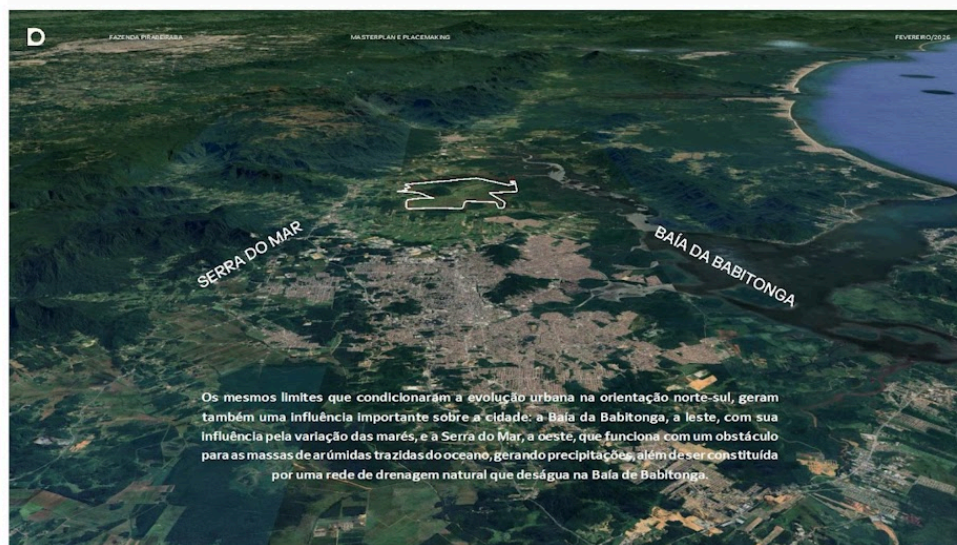 D
FAZENDA PIRABEIRABA
MASTERPLAN E PLACEMAKING
FEVEREIRO/2026
SERRA DO MAR
BAÍA DA BABITONGA
Os mesmos limites que condicionaram a evolução urbana na orientação norte-sul, geram
também uma influência importante sobre a cidade: a Baía da Babitonga, a leste, com sua
influência pela variação das marés, e a Serra do Mar, a oeste, que funciona com um obstáculo
para as massas de arúmidas trazidas do oceano, gerando precipitações, além de ser constituída
por uma rede de drenagem natural que deságua na Baía de Babitonga.